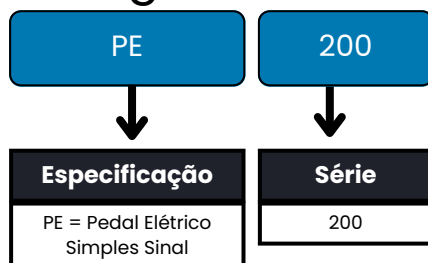 PE
200
Especificação
Série
PE = Pedal Elétrico
Simples Sinal
200